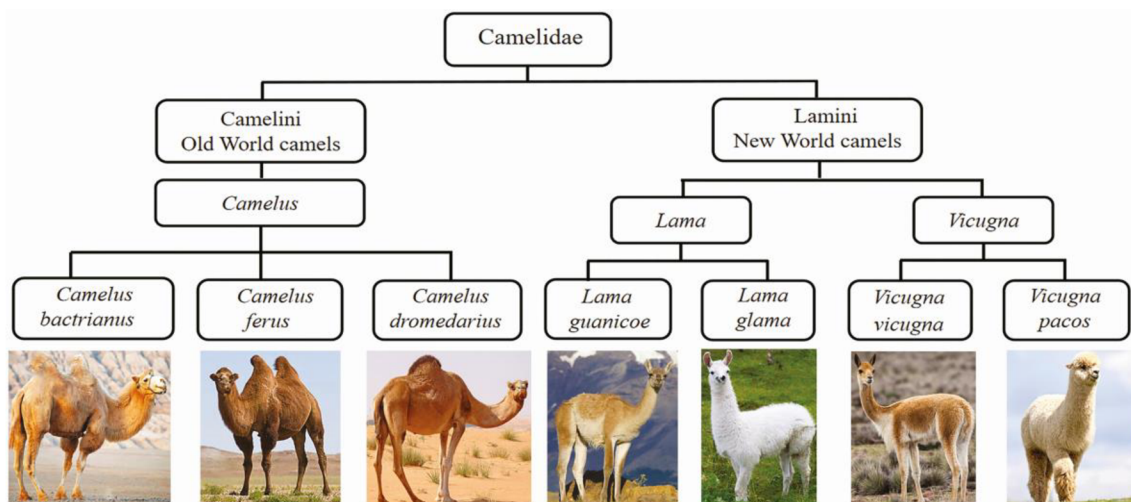 Camelidae
Camelini
Old World camels
Lamini
New World camels
Camelus
Lama
Vicugna
Camelus
bactrianus
Camelus
ferus
Camelus
dromedarius
Lama
guanicoe
Lama
glama
Vicugna
vicugna
Vicugna
pacos